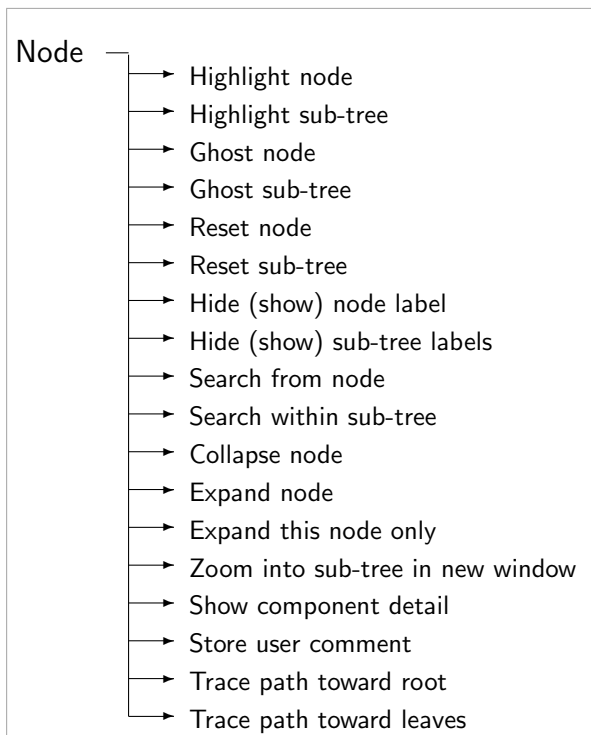 Node
Highlight node
Highlight sub-tree
Ghost node
Ghost sub-tree
Reset node
Reset sub-tree
Hide (show) node label
Hide (show) sub-tree labels
Search from node
Search within sub-tree
Collapse node
Expand node
Expand this node only
Zoom into sub-tree in new window
Show component detail
Store user comment
Trace path toward root
Trace path toward leaves